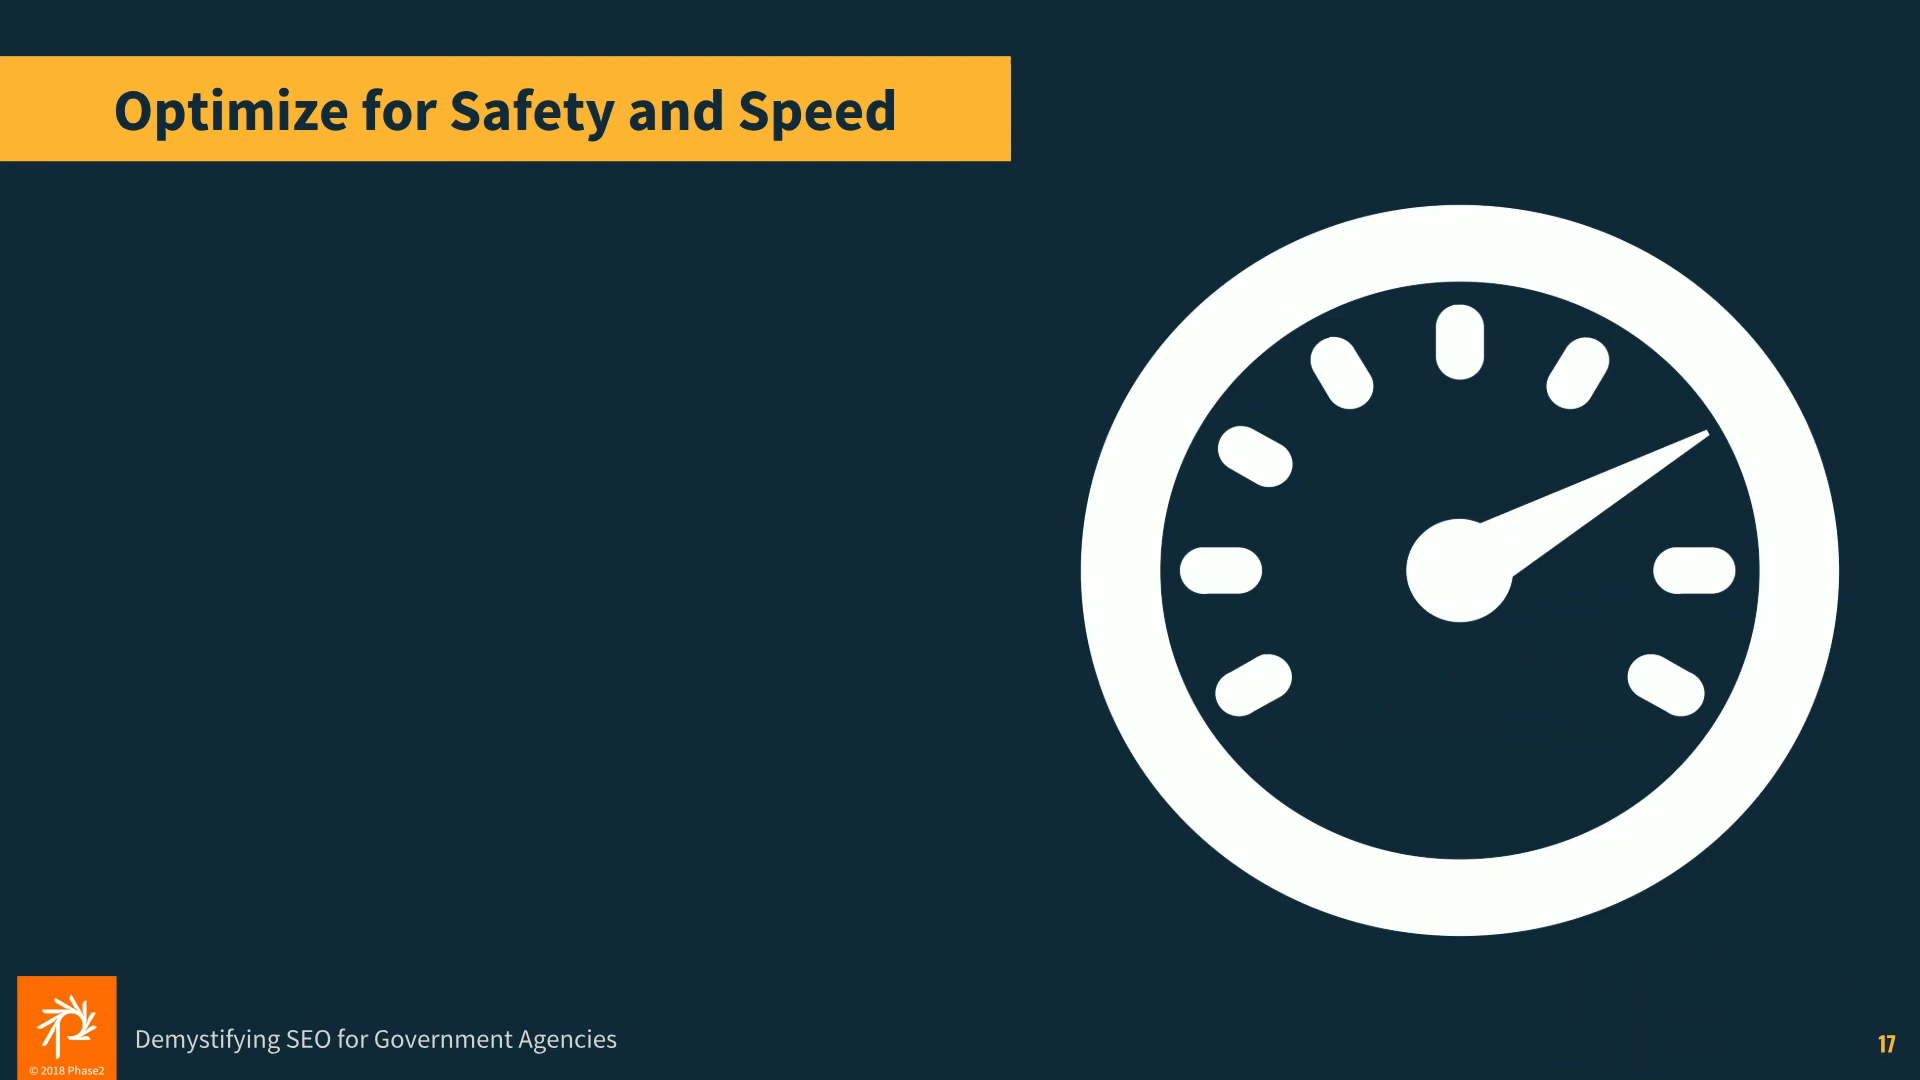 Optimize for Safety and Speed
Demystifying SEO for Government Agencies
© 2018 Phase2
17